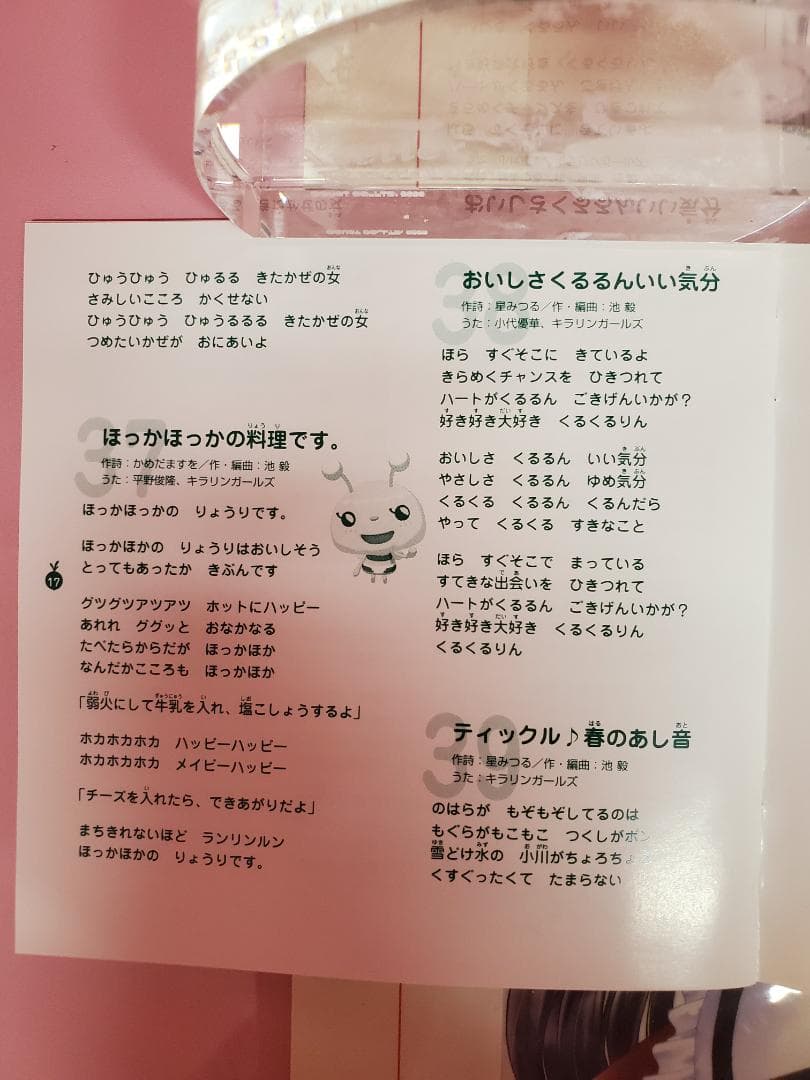 ひゅうひゅう　ひゅるる　きたかぜの女
さみしいこころ　かくせない
ひゅうひゅう　ひゅうるるる　きたかぜの女
つめたいかぜが　おにあいよ
37
ほっかほっかの料理です。
作詩：かめだますを／作・編曲：池 毅
うた：平野俊隆、キラリンガールズ
ほっかほっかの　りょうりです。
ほっかほかの　りょうりはおいしそう
とってもあったか　きぶんです
グツグツアツアツ　ホットにハッピー
あれれ　ググッと　おなかなる
たべたらからだが　ほっかほか
なんだかこころも　ほっかほか
「弱火にして牛乳を入れ、塩こしょうするよ」
ホカホカホカ　ハッピーハッピー
ホカホカホカ　メイビーハッピー
「チーズを入れたら、できあがりだよ」
まちきれないほど　ランリンルン
ほっかほかの　りょうりです。
17
38
おいしさくるるんいい気分
作詩：星みつる／作・編曲：池 毅
うた：小代優華、キラリンガールズ
ほら　すぐそこに　きているよ
きらめくチャンスを　ひきつれて
ハートがくるるん　ごきげんいかが？
好き好き大好き　くるくるりん
おいしさ　くるるん　いい気分
やさしさ　くるるん　ゆめ気分
くるくる　くるるん　くるんだら
やって　くるくる　すきなこと
ほら　すぐそこで　まっている
すてきな出会いを　ひきつれて
ハートがくるるん　ごきげんいかが？
好き好き大好き　くるくるりん
くるくるりん
39
ティックル♪春のあし音
作詩：星みつる／作・編曲：池 毅
うた：キラリンガールズ
のはらが　もぞもぞしてるのは
もぐらがもこもこ　つくしがポン
雪どけ水の　小川がちょろちょろ
くすぐったくて　たまらない